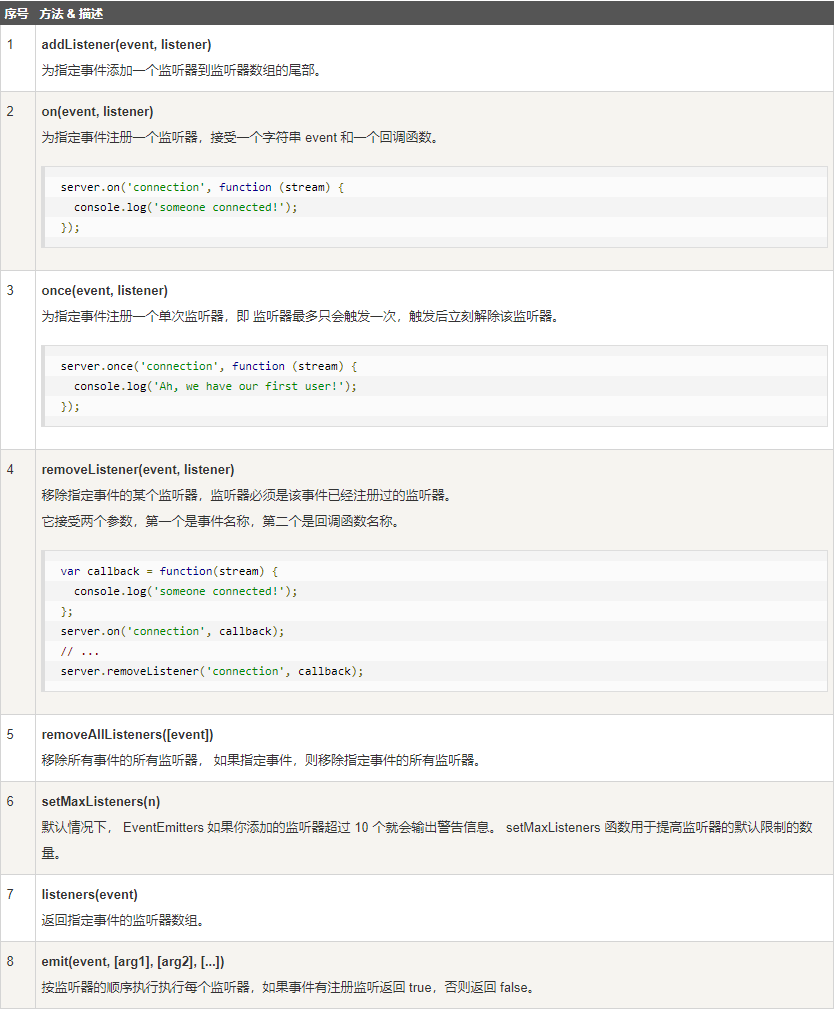 序号 方法 & 描述
1 addListener(event, listener)
为指定事件添加一个监听器到监听器数组的尾部。
2 on(event, listener)
为指定事件注册一个监听器，接受一个字符串 event 和一个回调函数。
server.on('connection', function (stream) {
  console.log('someone connected!');
});
3 once(event, listener)
为指定事件注册一个单次监听器，即 监听器最多只会触发一次，触发后立刻解除该监听器。
server.once('connection', function (stream) {
  console.log('Ah, we have our first user!');
});
4 removeListener(event, listener)
移除指定事件的某个监听器，监听器必须是该事件已经注册过的监听器。
它接受两个参数，第一个是事件名称，第二个是回调函数名称。
var callback = function(stream) {
  console.log('someone connected!');
};
server.on('connection', callback);
// ...
server.removeListener('connection', callback);
5 removeAllListeners([event])
移除所有事件的所有监听器， 如果指定事件，则移除指定事件的所有监听器。
6 setMaxListeners(n)
默认情况下， EventEmitters 如果你添加的监听器超过 10 个就会输出警告信息。 setMaxListeners 函数用于提高监听器的默认限制的数
量。
7 listeners(event)
返回指定事件的监听器数组。
8 emit(event, [arg1], [arg2], [...])
按监听器的顺序执行执行每个监听器，如果事件有注册监听返回 true，否则返回 false。